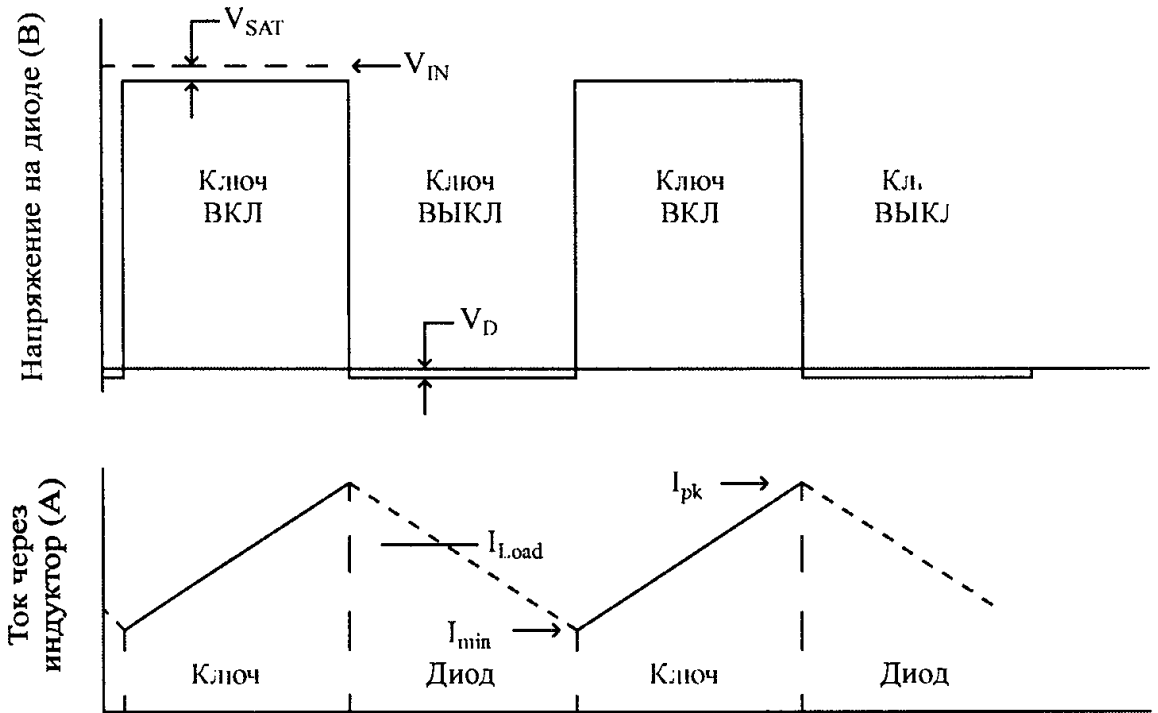 Напряжение на диоде (В)
V_SAT
V_IN
Ключ
ВКЛ
Ключ
ВЫКЛ
Ключ
ВКЛ
ВЫКЛ
V_D
Ток через
индуктор (А)
I_pk
I_Load
I_min
Ключ
Диод
Ключ
Диод